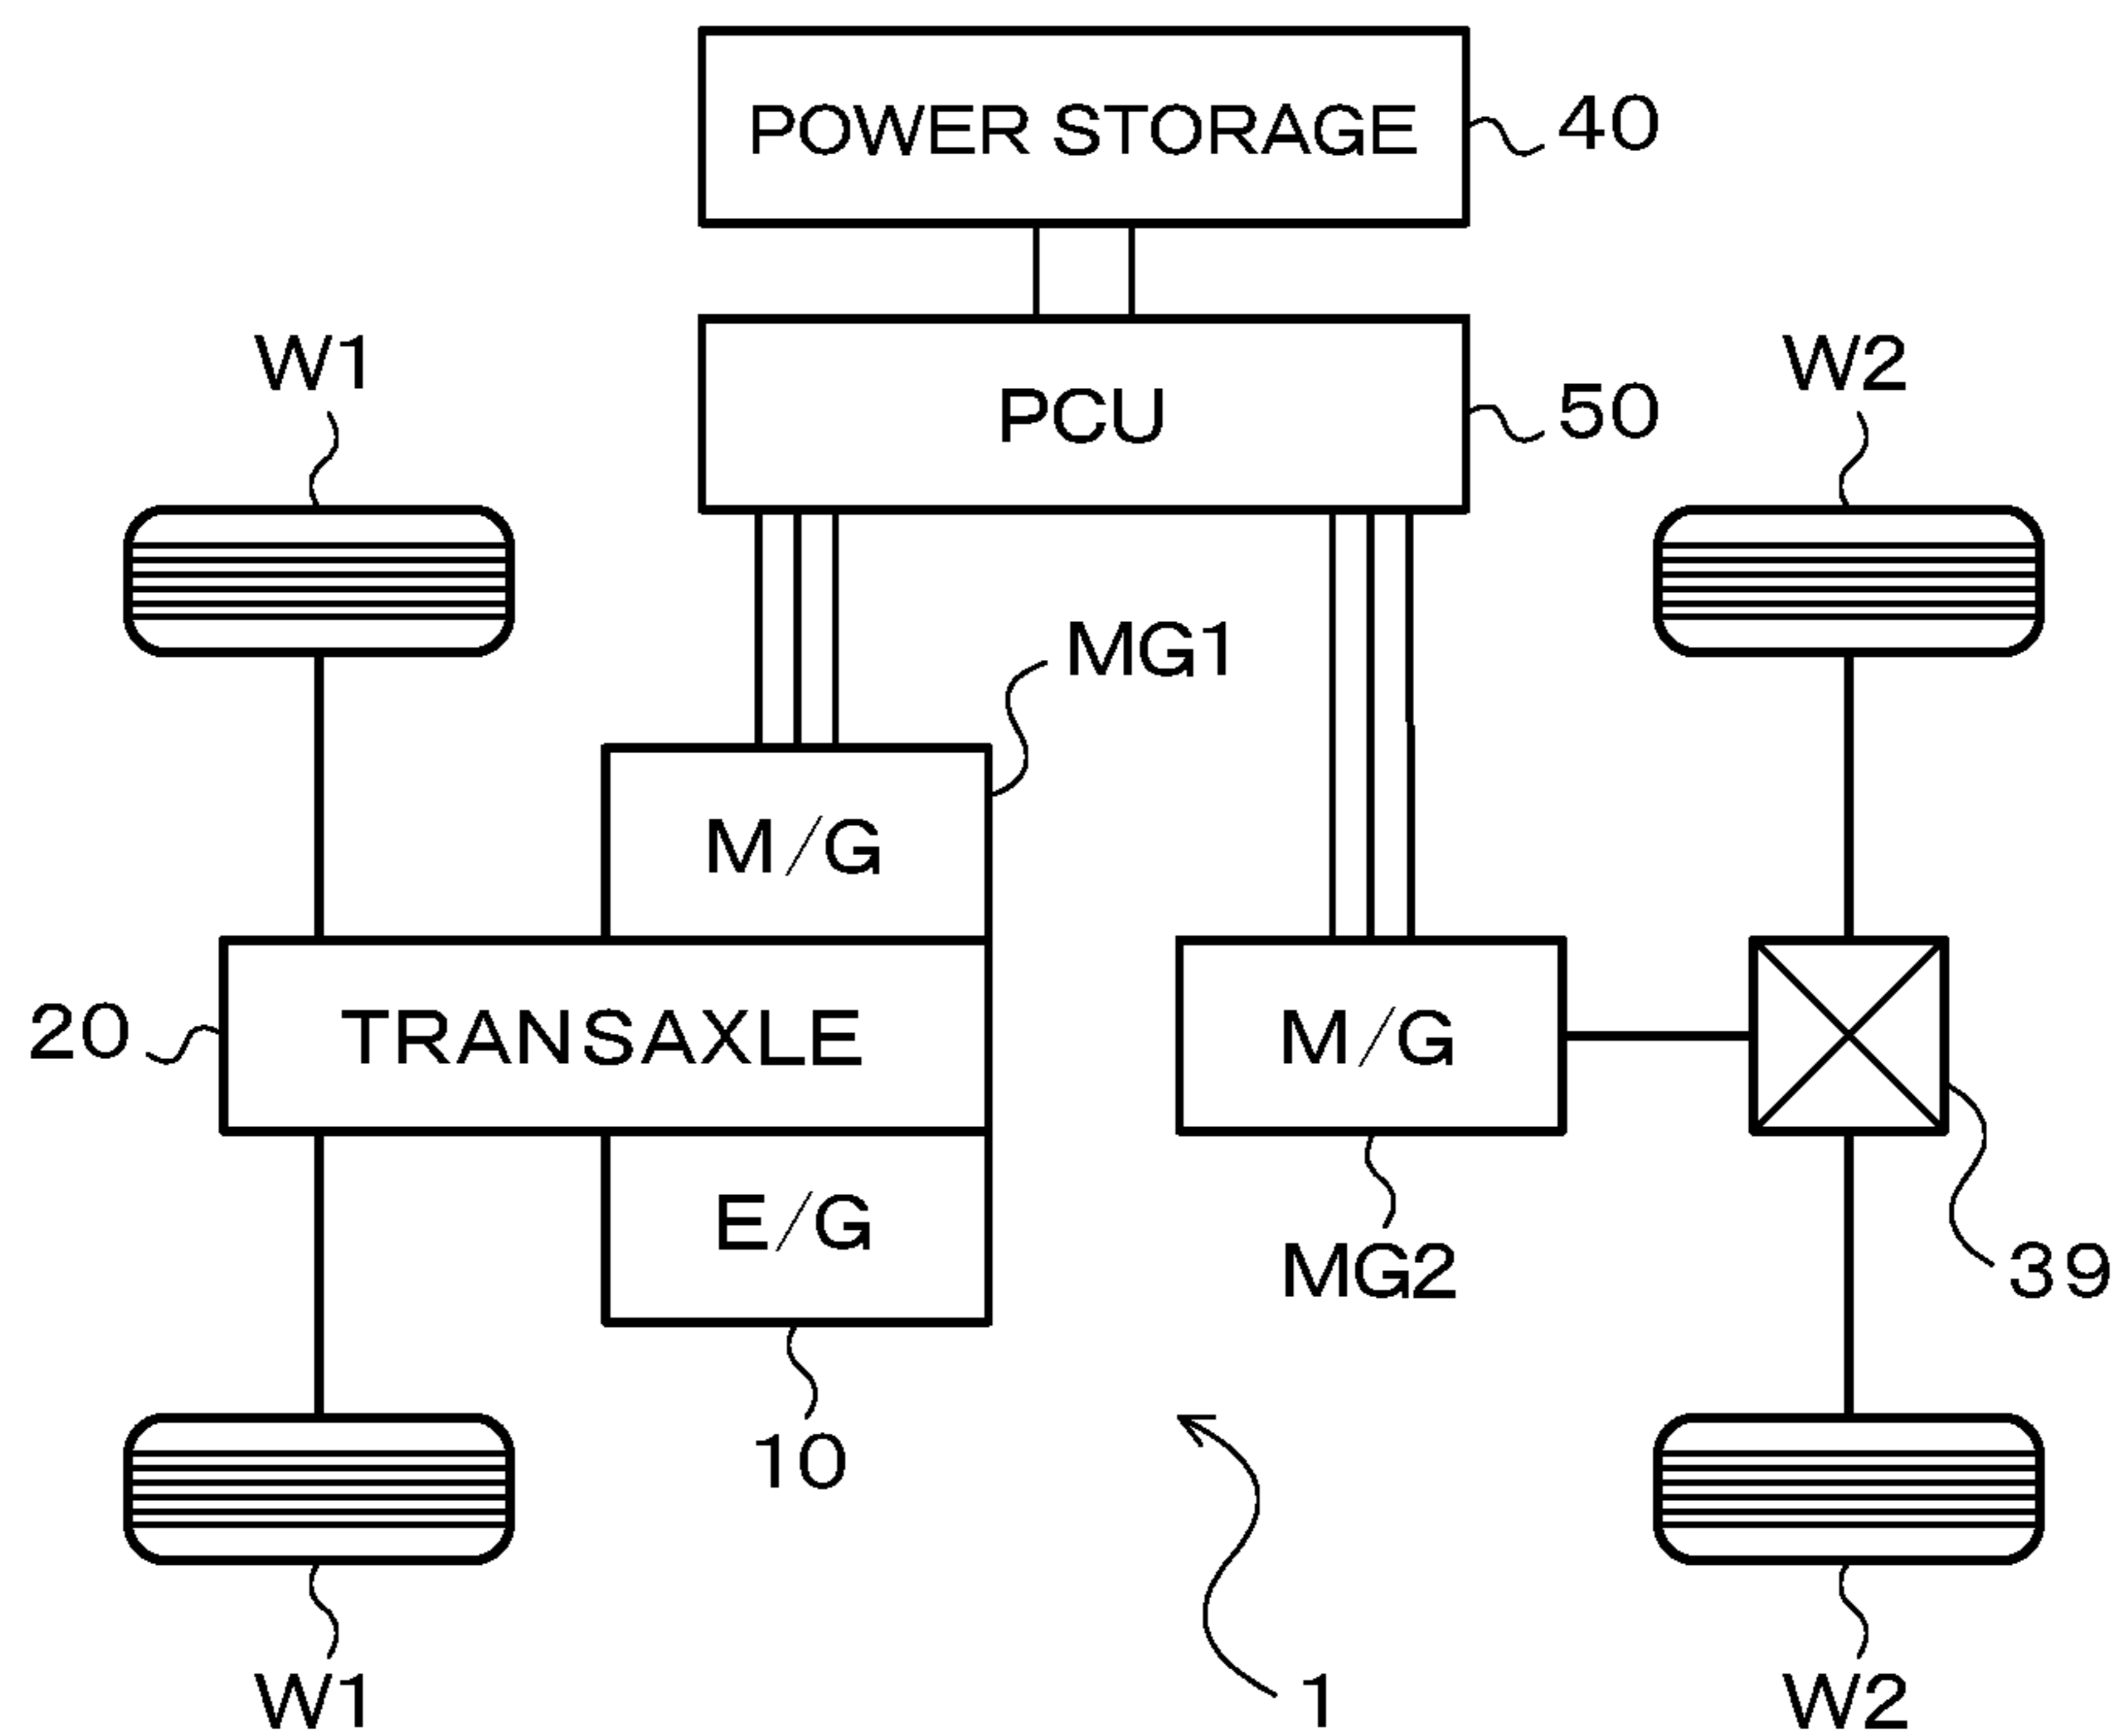 POWER STORAGE
40
W1
PCU
50
W2
MG1
M/G
20
TRANSAXLE
M/G
E/G
MG2
39
10
W1
1
W2